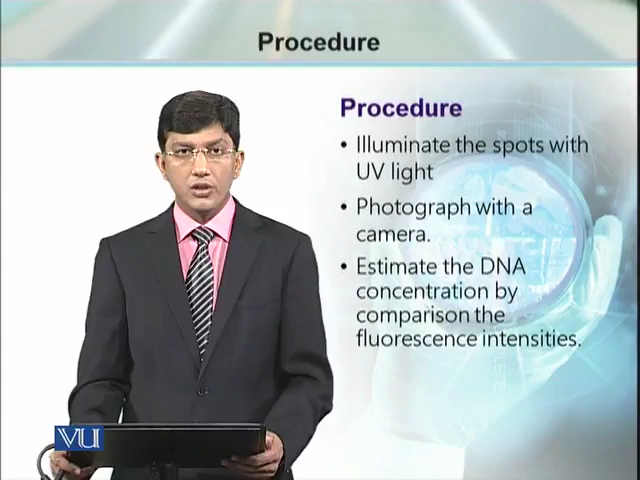 Procedure
Procedure
• Illuminate the spots with
UV light
• Photograph with a
camera.
• Estimate the DNA
concentration by
comparison the
fluorescence intensities.
VU